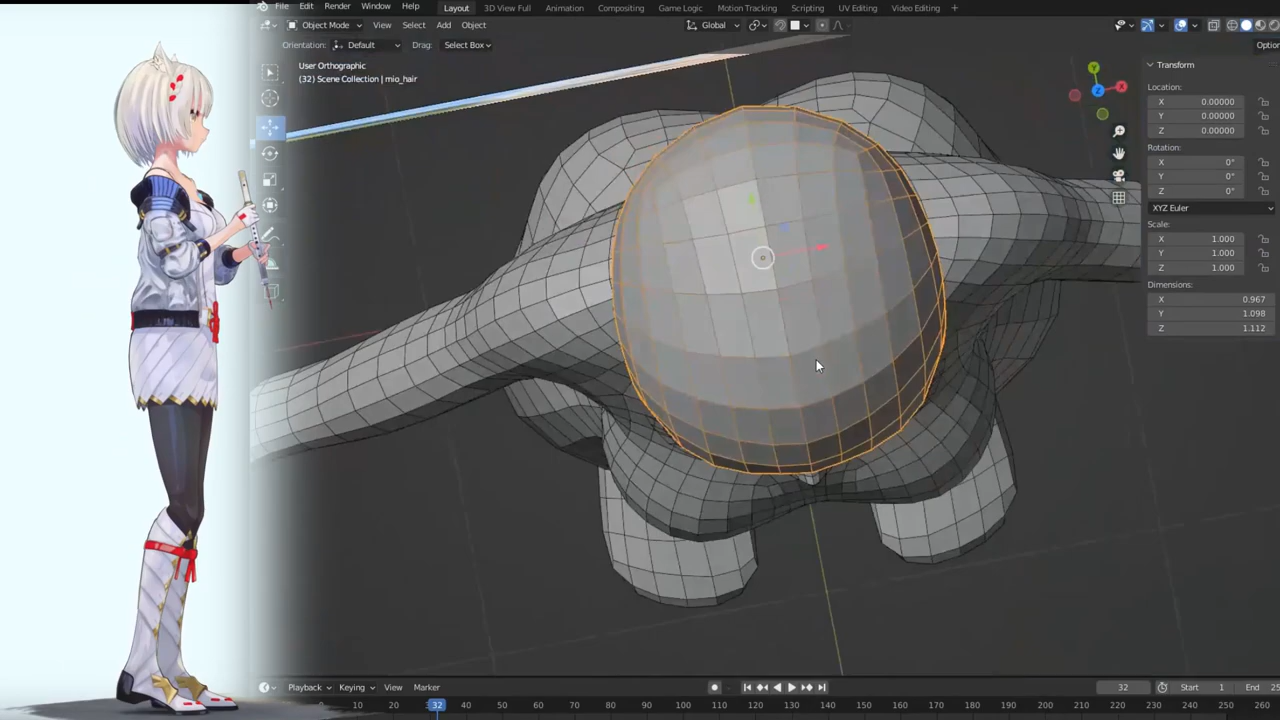 File Edit Render Window Help Layout 3D View Full Animation Compositing Game Logic Motion Tracking Scripting UV Editing Video Editing +
Object Mode View Select Add Object Global
Orientation: Default Drag: Select Box Optio
User Orthographic
(32) Scene Collection | mio_hair
Transform
Location:
X 0.00000
Y 0.00000
Z 0.00000
Rotation:
X 0°
Y 0°
Z 0°
XYZ Euler
Scale:
X 1.000
Y 1.000
Z 1.000
Dimensions:
X 0.967
Y 1.098
Z 1.112
Y
X
Z
Playback Keying View Marker 32 Start 1 End 25
10 20 32 40 50 60 70 80 90 100 110 120 130 140 150 160 170 180 190 200 210 220 230 240 250 260